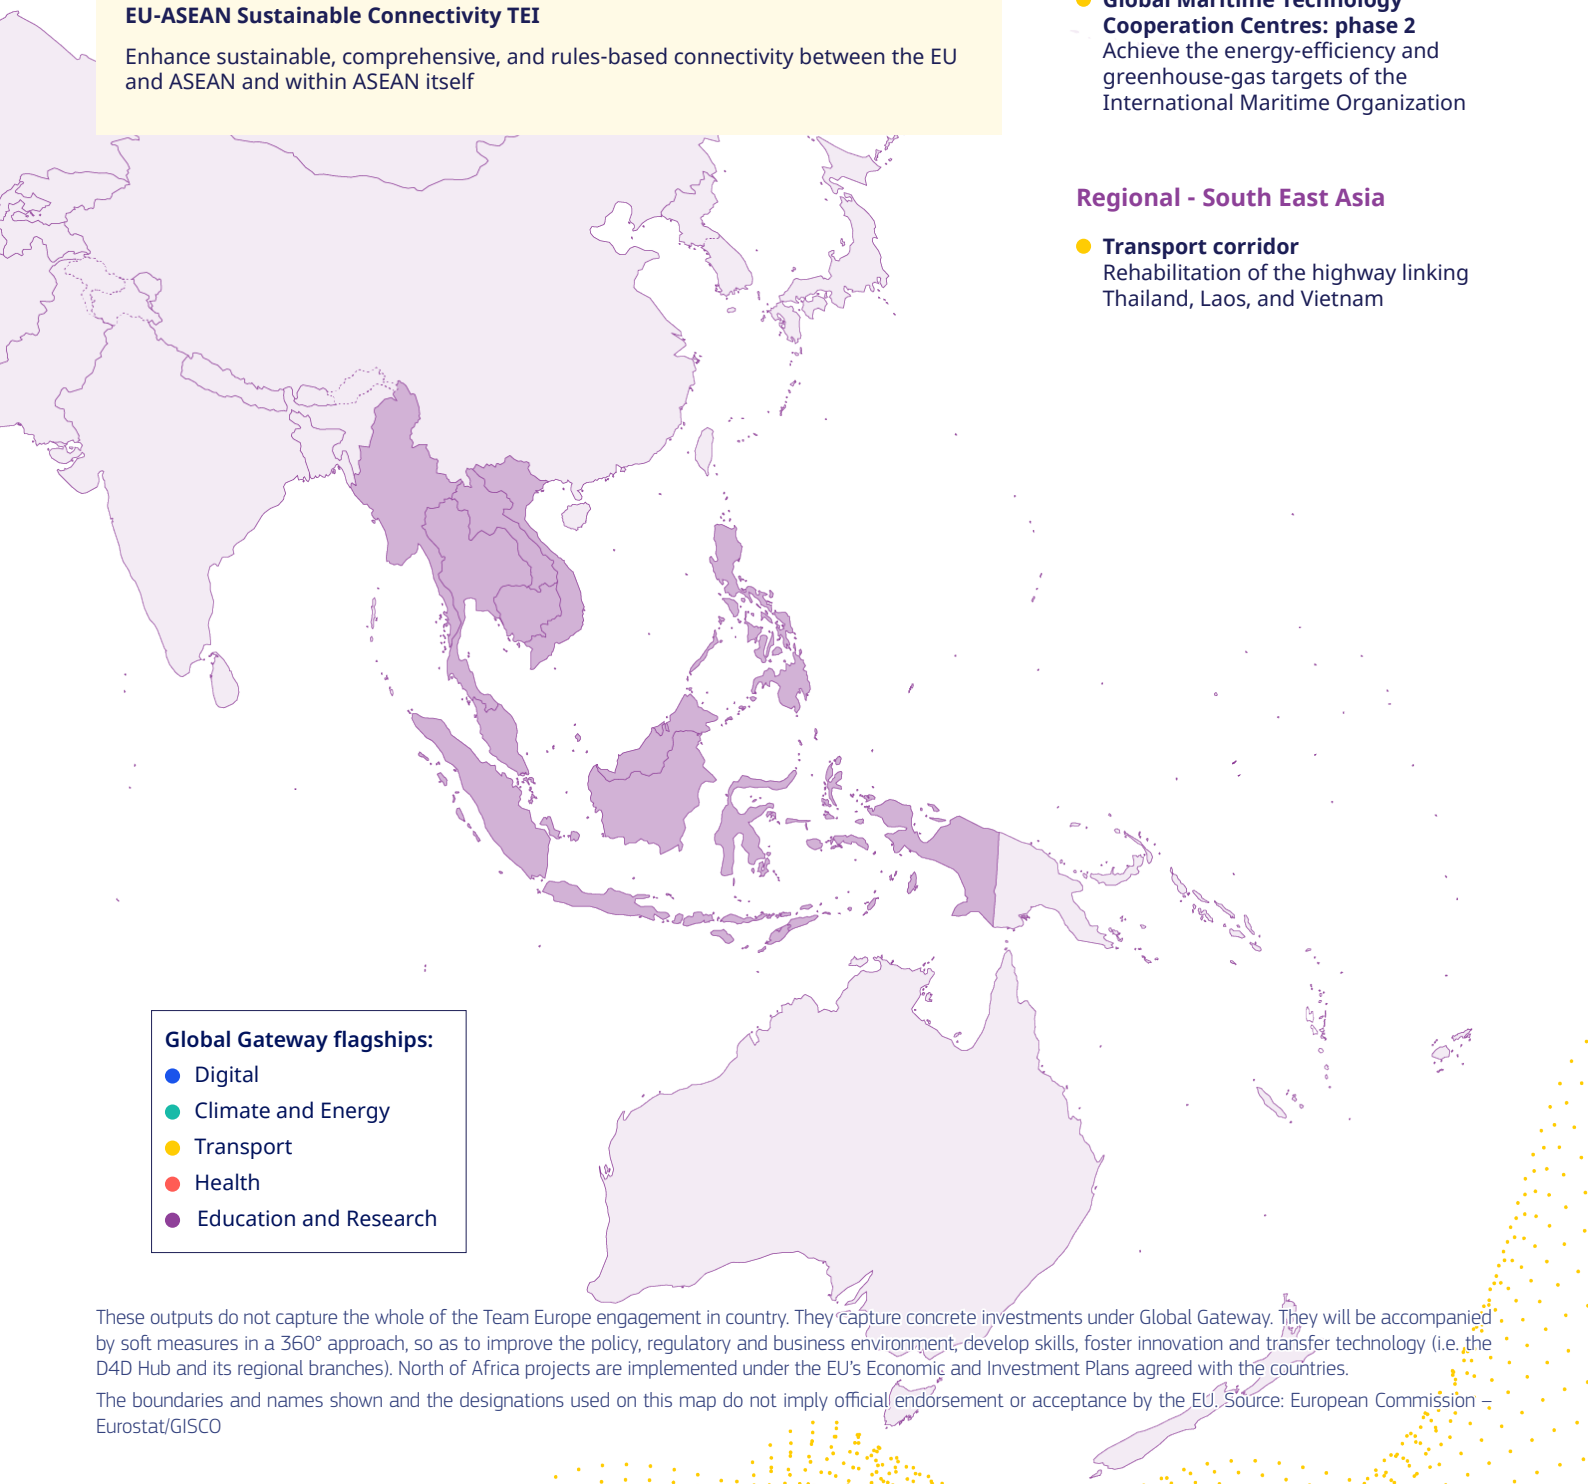 EU-ASEAN Sustainable Connectivity TEI
Enhance sustainable, comprehensive, and rules-based connectivity between the EU
and ASEAN and within ASEAN itself
Global Maritime Technology
Cooperation Centres: phase 2
Achieve the energy-efficiency and
greenhouse-gas targets of the
International Maritime Organization
Regional - South East Asia
Transport corridor
Rehabilitation of the highway linking
Thailand, Laos, and Vietnam
Global Gateway flagships:
Digital
Climate and Energy
Transport
Health
Education and Research
These outputs do not capture the whole of the Team Europe engagement in country. They capture concrete investments under Global Gateway. They will be accompanied
by soft measures in a 360° approach, so as to improve the policy, regulatory and business environment, develop skills, foster innovation and transfer technology (i.e. the
D4D Hub and its regional branches). North of Africa projects are implemented under the EU’s Economic and Investment Plans agreed with the countries.
The boundaries and names shown and the designations used on this map do not imply official endorsement or acceptance by the EU. Source: European Commission –
Eurostat/GISCO